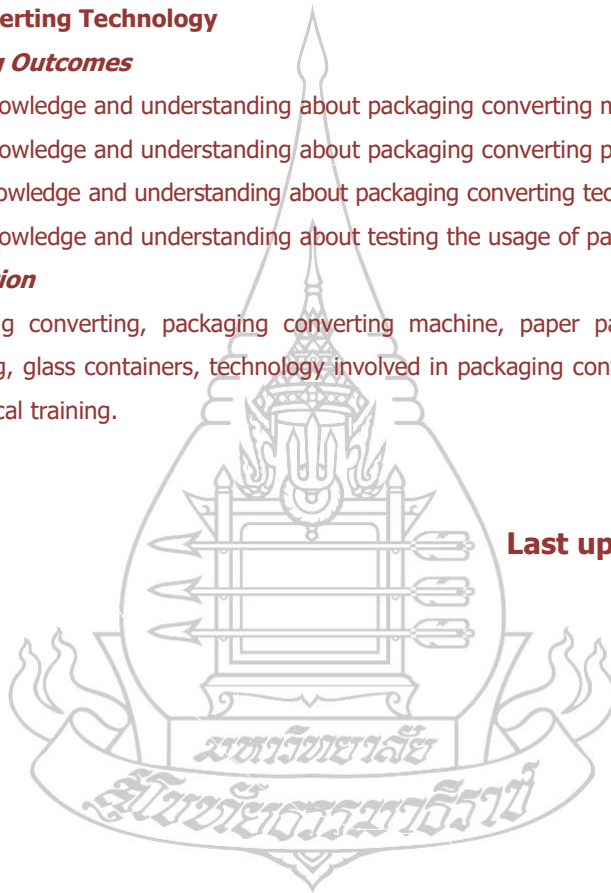 erting Technology
g Outcomes
owledge and understanding about packaging converting m
owledge and understanding about packaging converting p
owledge and understanding about packaging converting tec
owledge and understanding about testing the usage of pa
ion
g converting, packaging converting machine, paper pa
g, glass containers, technology involved in packaging con
cal training.
Last up
มหาวิทยาลัย
สุโขทัยธรรมาธิราช